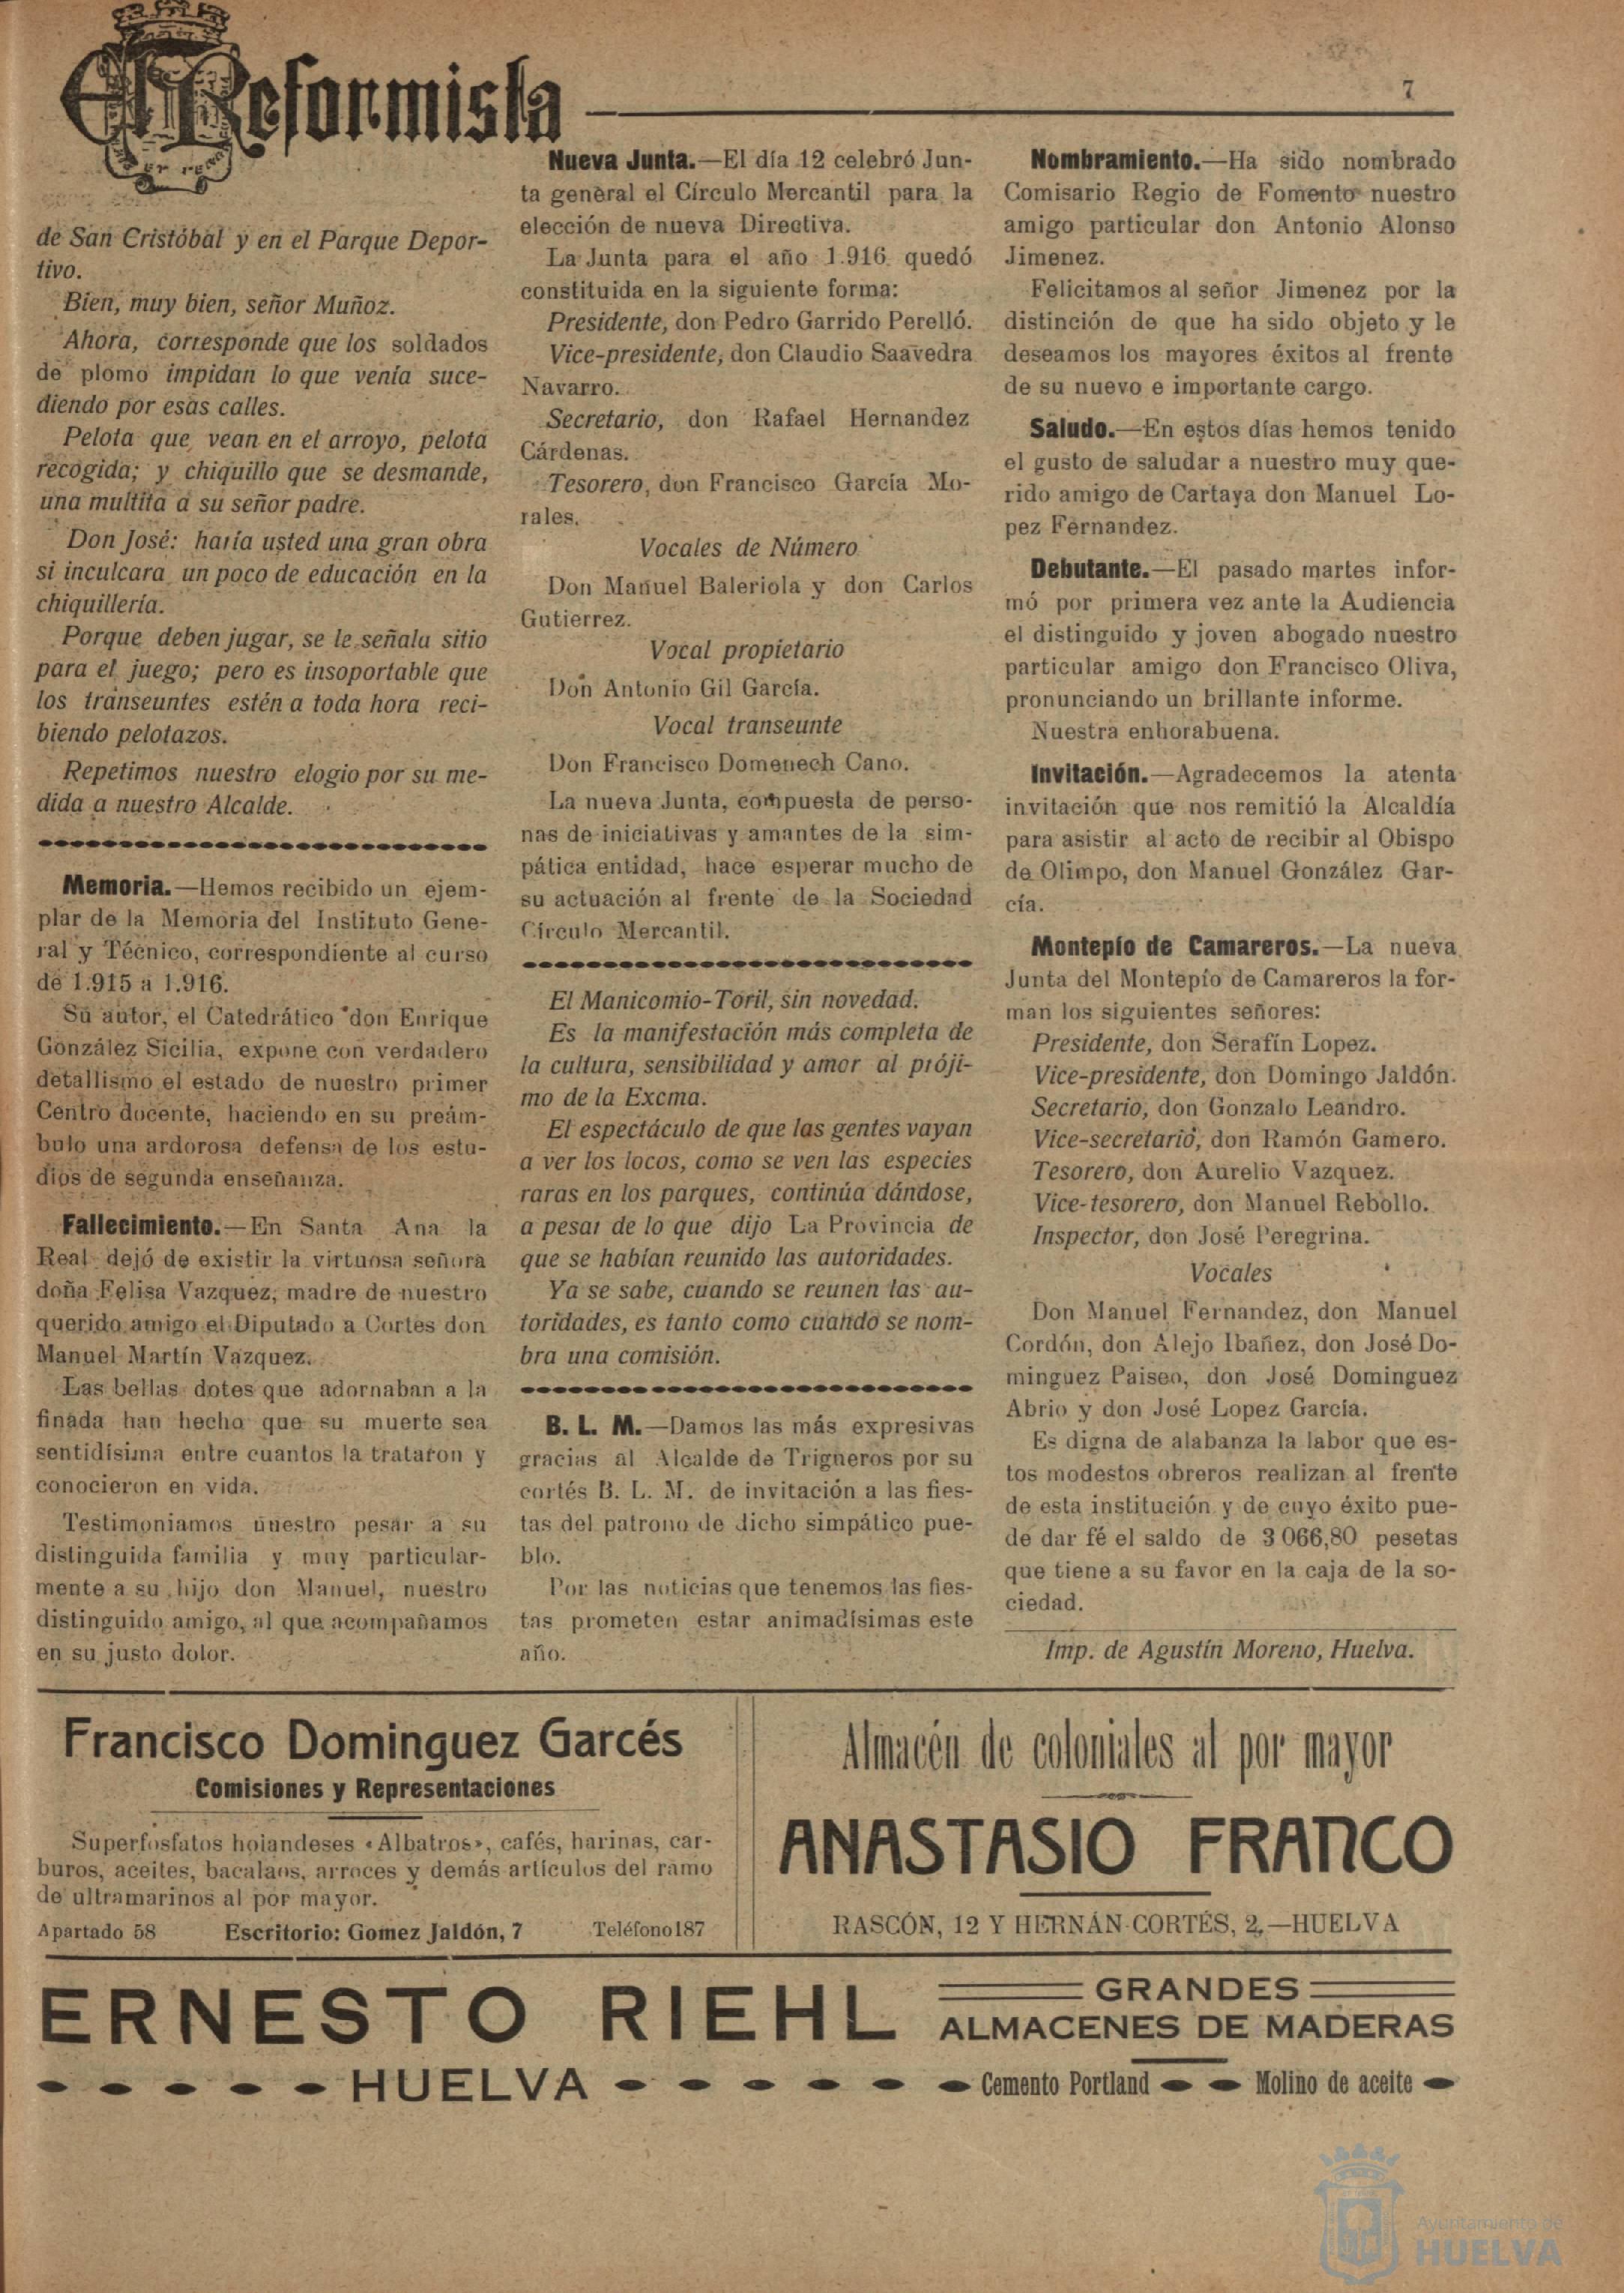 El Reformista
7
de San Cristóbal y en el Parque Depor-
tivo.
Bien, muy bien, señor Muñoz.
Ahora, corresponde que los soldados
de plomo impidan lo que venía suce-
diendo por esas calles.
Pelota que vean en el arroyo, pelota
recogida; y chiquillo que se desmande,
una multita a su señor padre.
Don José: haría usted una gran obra
si inculcara un poco de educación en la
chiquillería.
Porque deben jugar, se le señala sitio
para el juego; pero es insoportable que
los transeuntes estén a toda hora reci-
biendo pelotazos.
Repetimos nuestro elogio por su me-
dida a nuestro Alcalde.
Memoria.—Hemos recibido un ejem-
plar de la Memoria del Instituto Gene-
ral y Técnico, correspondiente al curso
de 1.915 a 1.916.
Su autor, el Catedrático don Enrique
González Sicilia, expone con verdadero
detallismo el estado de nuestro primer
Centro docente, haciendo en su preám-
bulo una ardorosa defensa de los estu-
dios de segunda enseñanza.
Fallecimiento.—En Santa Ana la
Real dejó de existir la virtuosa señora
doña Felisa Vazquez, madre de nuestro
querido amigo el Diputado a Cortes don
Manuel Martín Vazquez.
Las bellas dotes que adornaban a la
finada han hecho que su muerte sea
sentidísima entre cuantos la trataron y
conocieron en vida.
Testimoniamos nuestro pesar a su
distinguida familia y muy particular-
mente a su hijo don Manuel, nuestro
distinguido amigo, al que acompañamos
en su justo dolor.
Nueva Junta.—El día 12 celebró Jun-
ta general el Círculo Mercantil para la
elección de nueva Directiva.
La Junta para el año 1.916 quedó
constituida en la siguiente forma:
Presidente, don Pedro Garrido Perelló.
Vice-presidente, don Claudio Saavedra
Navarro.
Secretario, don Rafael Hernandez
Cárdenas.
Tesorero, don Francisco García Mo-
rales.
Vocales de Número
Don Manuel Baleriola y don Carlos
Gutierrez.
Vocal propietario
Don Antonio Gil García.
Vocal transeunte
Don Francisco Domenech Cano.
La nueva Junta, compuesta de perso-
nas de iniciativas y amantes de la sim-
pática entidad, hace esperar mucho de
su actuación al frente de la Sociedad
Círculo Mercantil.
El Manicomio-Toril, sin novedad.
Es la manifestación más completa de
la cultura, sensibilidad y amor al próji-
mo de la Excma.
El espectáculo de que las gentes vayan
a ver los locos, como se ven las especies
raras en los parques, continúa dándose,
a pesar de lo que dijo La Provincia de
que se habían reunido las autoridades.
Ya se sabe, cuando se reunen las au-
toridades, es tanto como cuando se nom-
bra una comisión.
B. L. M.—Damos las más expresivas
gracias al Alcalde de Trigneros por su
cortés B. L. M. de invitación a las fies-
tas del patrono de dicho simpático pue-
blo.
Por las noticias que tenemos las fies-
tas prometen estar animadísimas este
año.
Nombramiento.—Ha sido nombrado
Comisario Regio de Fomento nuestro
amigo particular don Antonio Alonso
Jimenez.
Felicitamos al señor Jimenez por la
distinción de que ha sido objeto y le
deseamos los mayores éxitos al frente
de su nuevo e importante cargo.
Saludo.—En estos días hemos tenido
el gusto de saludar a nuestro muy que-
rido amigo de Cartaya don Manuel Lo-
pez Fernandez.
Debutante.—El pasado martes infor-
mó por primera vez ante la Audiencia
el distinguido y joven abogado nuestro
particular amigo don Francisco Oliva,
pronunciando un brillante informe.
Nuestra enhorabuena.
Invitación.—Agradecemos la atenta
invitación que nos remitió la Alcaldía
para asistir al acto de recibir al Obispo
de Olimpo, don Manuel González Gar-
cía.
Montepío de Camareros.—La nueva
Junta del Montepío de Camareros la for-
man los siguientes señores:
Presidente, don Serafín Lopez.
Vice-presidente, don Domingo Jaldón.
Secretario, don Gonzalo Leandro.
Vice-secretario, don Ramón Gamero.
Tesorero, don Aurelio Vazquez.
Vice-tesorero, don Manuel Rebollo.
Inspector, don José Peregrina.
Vocales
Don Manuel Fernandez, don Manuel
Cordón, don Alejo Ibañez, don José Do-
minguez Paiseo, don José Dominguez
Abrio y don José Lopez García.
Es digna de alabanza la labor que es-
tos modestos obreros realizan al frente
de esta institución y de cuyo éxito pue-
de dar fé el saldo de 3 066,80 pesetas
que tiene a su favor en la caja de la so-
ciedad.
Imp. de Agustín Moreno, Huelva.
Francisco Dominguez Garcés
Comisiones y Representaciones
Superfosfatos holandeses «Albatros», cafés, harinas, car-
buros, aceites, bacalaos, arroces y demás artículos del ramo
de ultramarinos al por mayor.
Apartado 58 Escritorio: Gomez Jaldón, 7 Teléfono 187
Almacén de coloniales al por mayor
ANASTASIO FRANCO
RASCÓN, 12 Y HERNÁN CORTÉS, 2.—HUELVA
ERNESTO RIEHL
HUELVA
GRANDES
ALMACENES DE MADERAS
Cemento Portland Molino de aceite
Ayuntamiento de
HUELVA